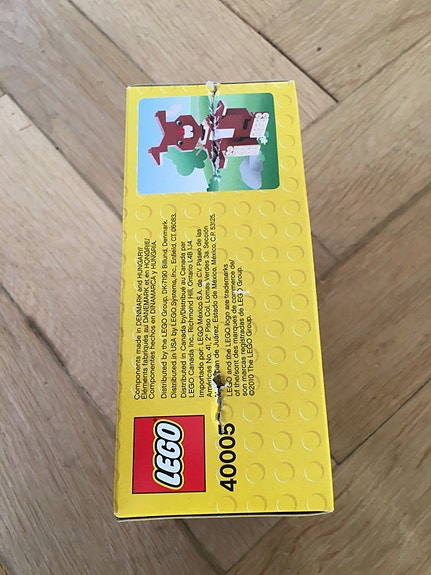 Components made in DENMARK and HUNGARY/
Eléments fabriqués au DANEMARK et en HONGRIE/
Componentes hechos en DINAMARCA y HUNGRIA.
Distributed by the LEGO Group, DK-7190 Billund, Denmark.
Distributed in USA by LEGO Systems, Inc., Enfield, CT. 06083.
Distributed in Canada by/Distribué au Canada par
LEGO Canada Inc., Richmond Hill, Ontario L4B 1J4
Importado por LEGO México S.A. de C.V. Paseo de las
Américas No. 41, 2° Piso Col. Lomas Verdes 3a. Sección
de Juárez, Estado de México, México, C.P. 53125.
LEGO and the LEGO logo are trademarks
of the/sont des marques de commerce de/
son marcas registradas de LEGO Group.
©2010 The LEGO Group.
LEGO
40005